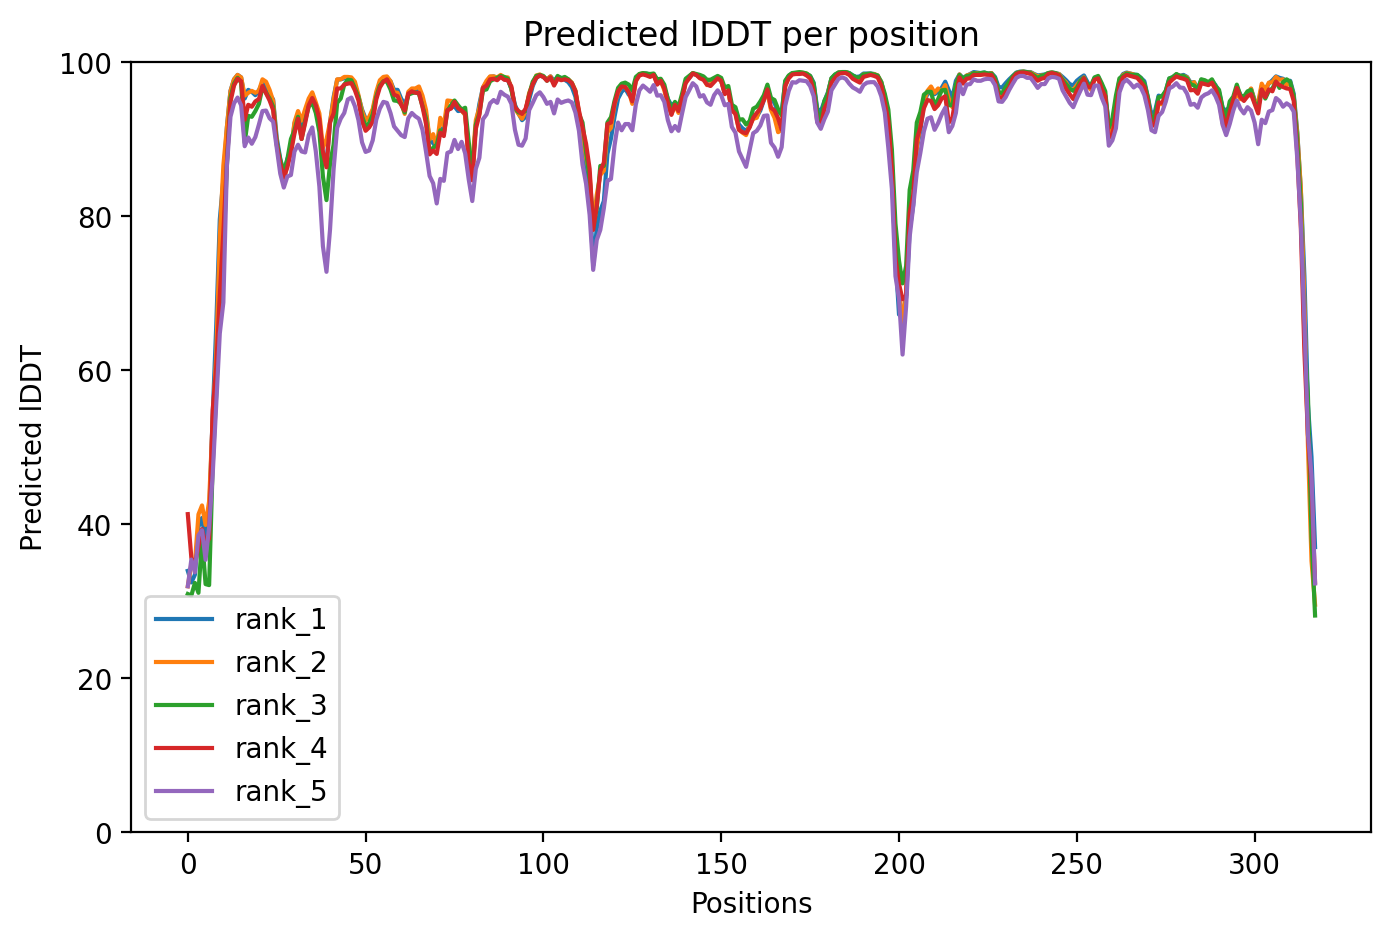 Predicted lDDT per position
100
80
60
40
20
0
Predicted lDDT
rank_1
rank_2
rank_3
rank_4
rank_5
0 50 100 150 200 250 300
Positions